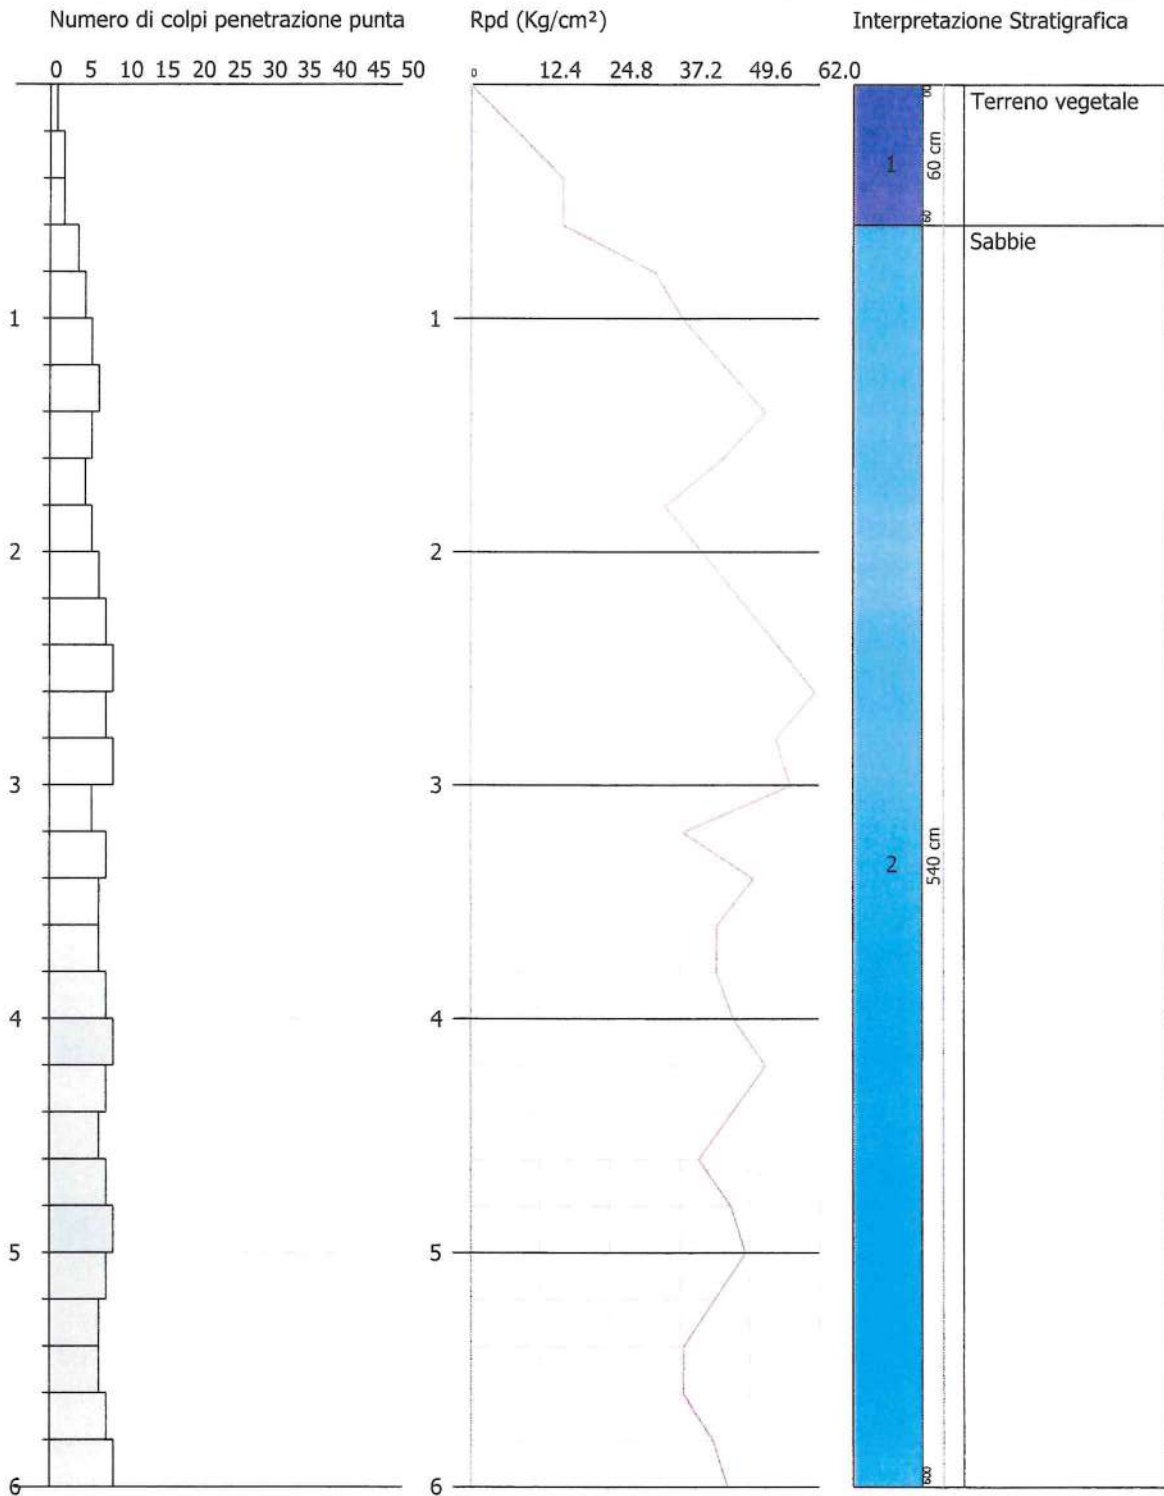 Numero di colpi penetrazione punta
0 5 10 15 20 25 30 35 40 45 50
1
2
3
4
5
6
Rpd (Kg/cm²)
0 12.4 24.8 37.2 49.6 62.0
1
2
3
4
5
6
Interpretazione Stratigrafica
1
60 cm
60
Terreno vegetale
2
540 cm
600
Sabbie